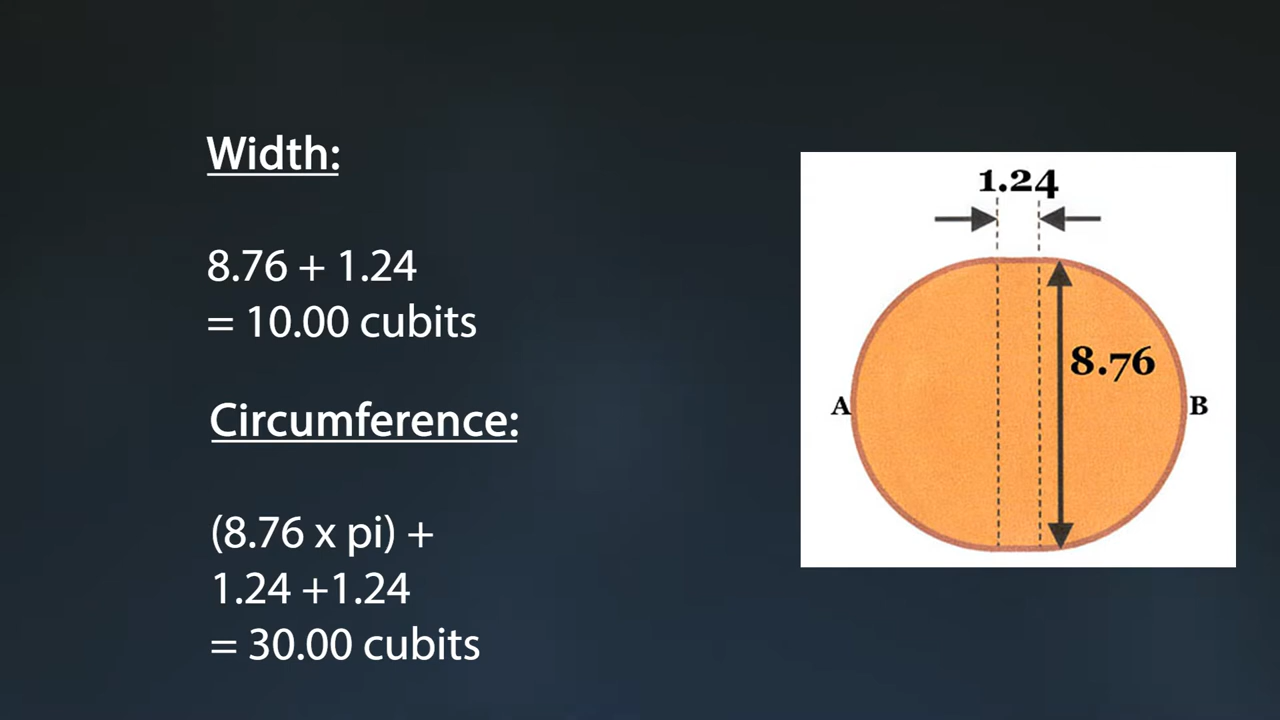 Width:
8.76 + 1.24
= 10.00 cubits
Circumference:
(8.76 x pi) +
1.24 +1.24
= 30.00 cubits
1.24
8.76
A
B